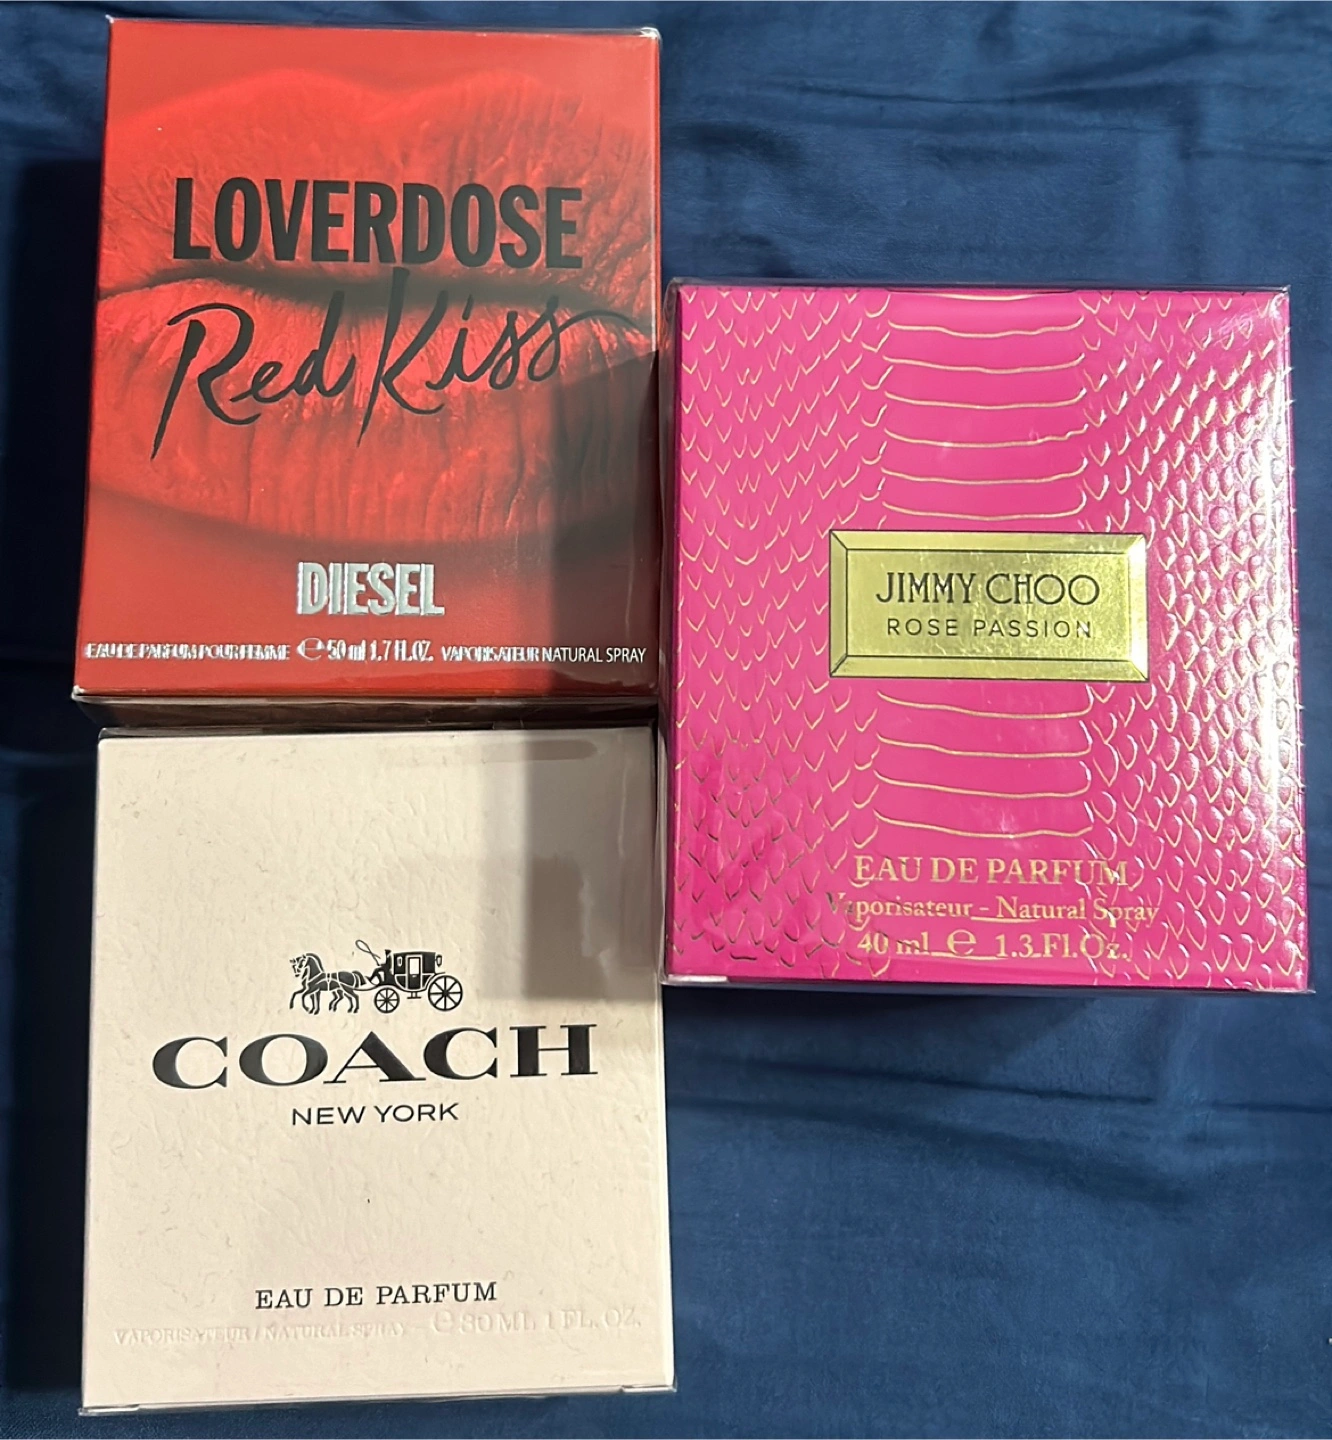 LOVERDOSE
Red Kiss
DIESEL
EAU DE PARFUM POUR FEMME ℮ 50 ml 1.7 FL.OZ. VAPORISATEUR NATURAL SPRAY
JIMMY CHOO
ROSE PASSION
EAU DE PARFUM
Vaporisateur - Natural Spray
40 ml ℮ 1.3.Fl.Oz.
COACH
NEW YORK
EAU DE PARFUM
VAPORISATEUR / NATURAL SPRAY - ℮ 30 ML 1 FL. OZ.